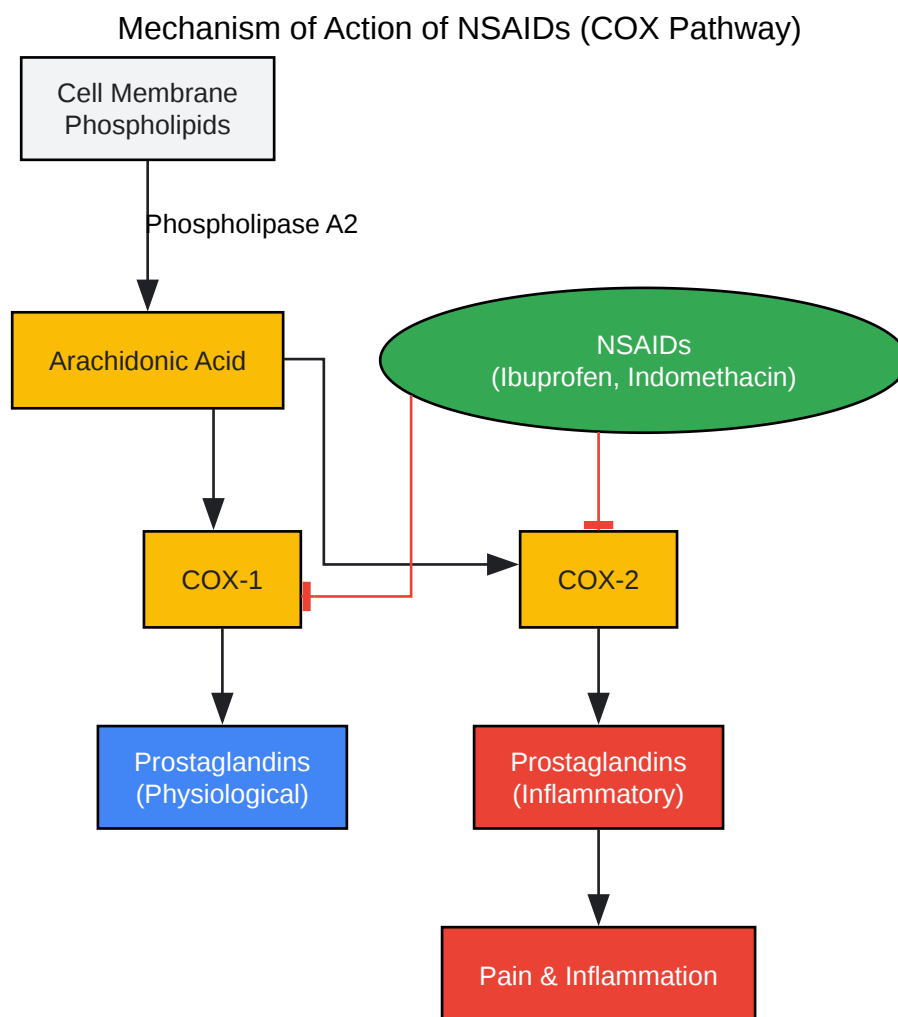 Mechanism of Action of NSAIDs (COX Pathway)
Cell Membrane
Phospholipids
Phospholipase A2
Arachidonic Acid
NSAIDs
(Ibuprofen, Indomethacin)
COX-1
COX-2
Prostaglandins
(Physiological)
Prostaglandins
(Inflammatory)
Pain & Inflammation